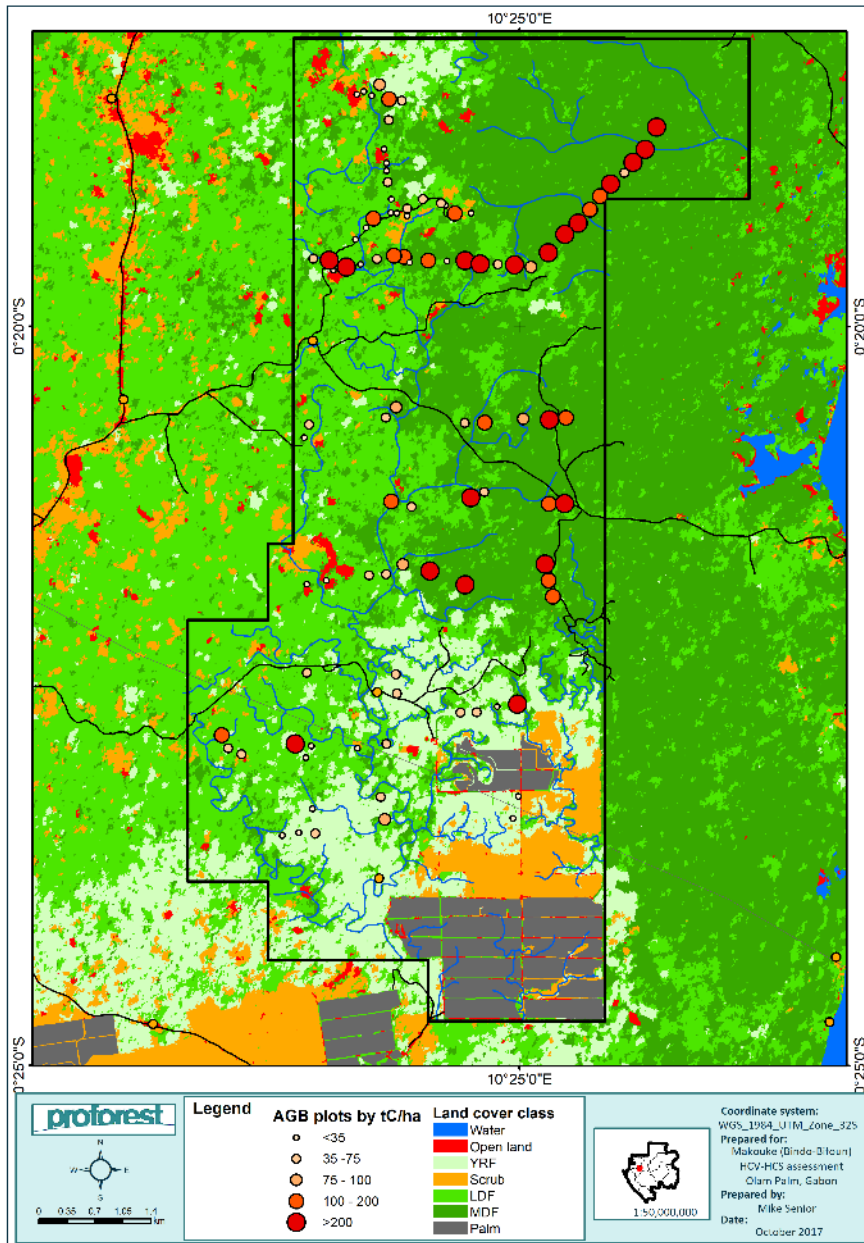 10°25'0"E
0°20'0"S
0°20'0"S
0°25'0"S
0°25'0"S
10°25'0"E
proforest
N
W
E
S
0 0.35 0.7 1.05 1.4
km
Legend
AGB plots by tC/ha
<35
35 -75
75 - 100
100 - 200
>200
Land cover class
Water
Open land
YRF
Scrub
LDF
MDF
Palm
1:50,000,000
Coordinate system:
WGS_1984_UTM_Zone_32S
Prepared for:
Makouke (Bindo-Biloun)
HCV-HCS assessment
Olam Palm, Gabon
Prepared by:
Mike Senior
Date:
October 2017